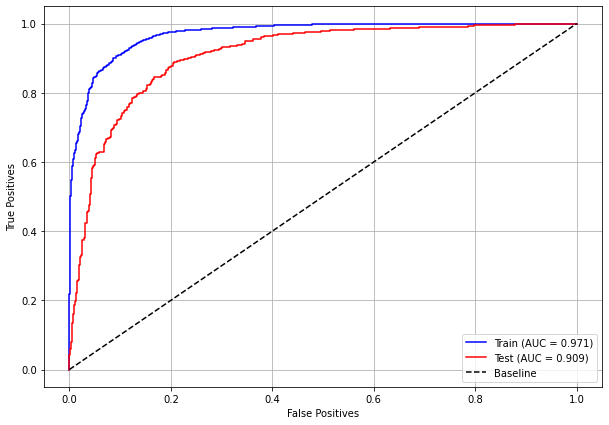 1.0
0.8
0.6
0.4
0.2
0.0
True Positives
0.0
0.2
0.4
0.6
0.8
1.0
False Positives
Train (AUC = 0.971)
Test (AUC = 0.909)
Baseline